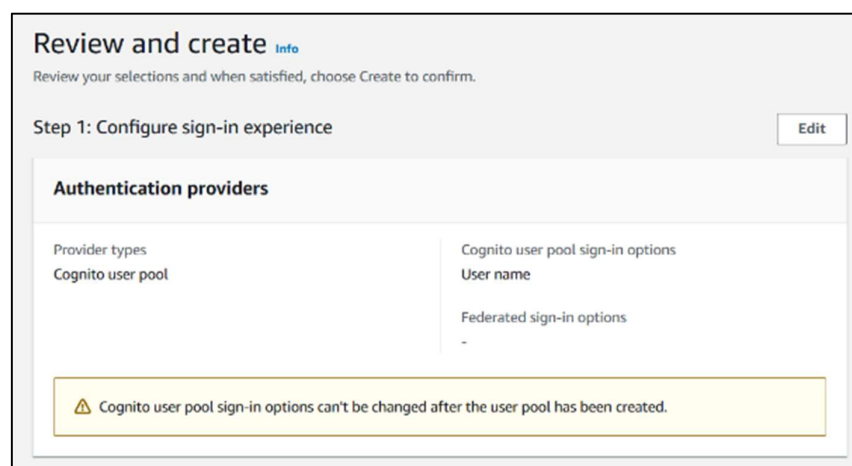 Review and create Info
Review your selections and when satisfied, choose Create to confirm.
Step 1: Configure sign-in experience
Edit
Authentication providers
Provider types
Cognito user pool
Cognito user pool sign-in options
User name
Federated sign-in options
-
Cognito user pool sign-in options can't be changed after the user pool has been created.